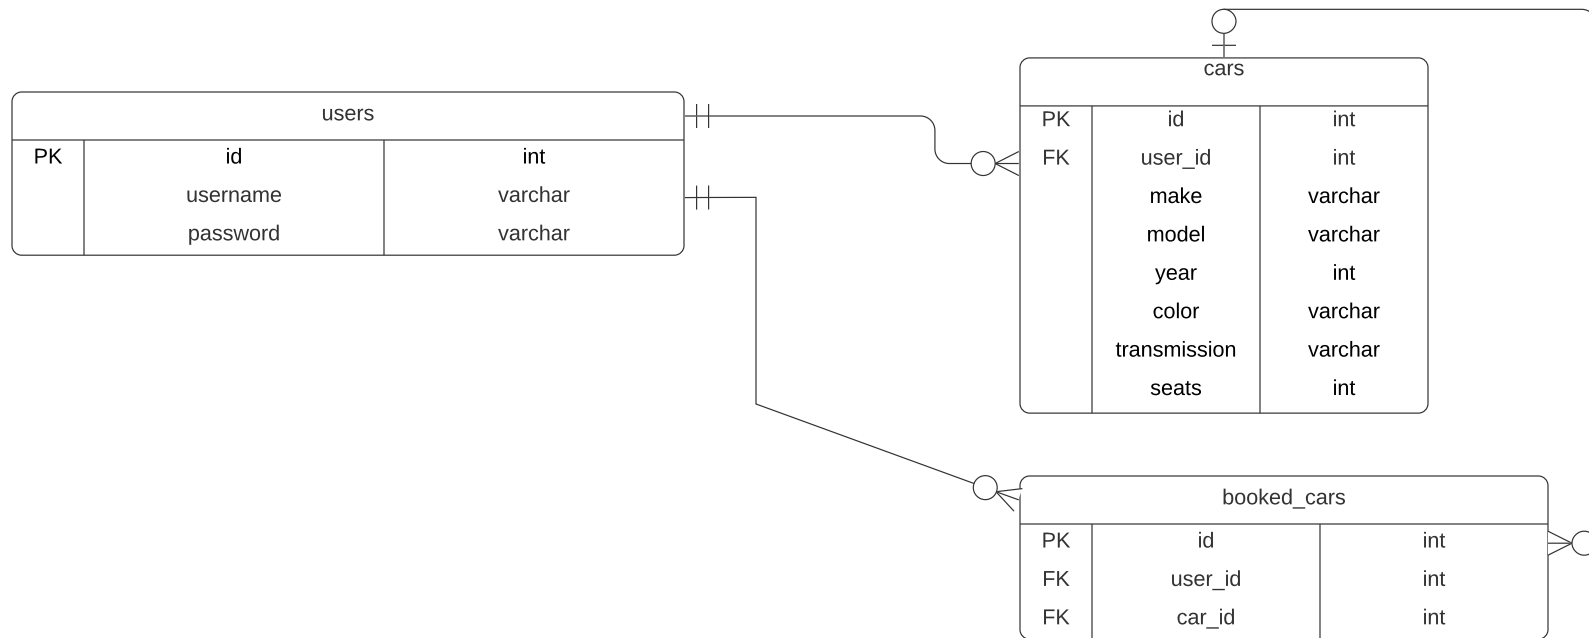 users
PK id int
username varchar
password varchar
cars
PK id int
FK user_id int
make varchar
model varchar
year int
color varchar
transmission varchar
seats int
booked_cars
PK id int
FK user_id int
FK car_id int